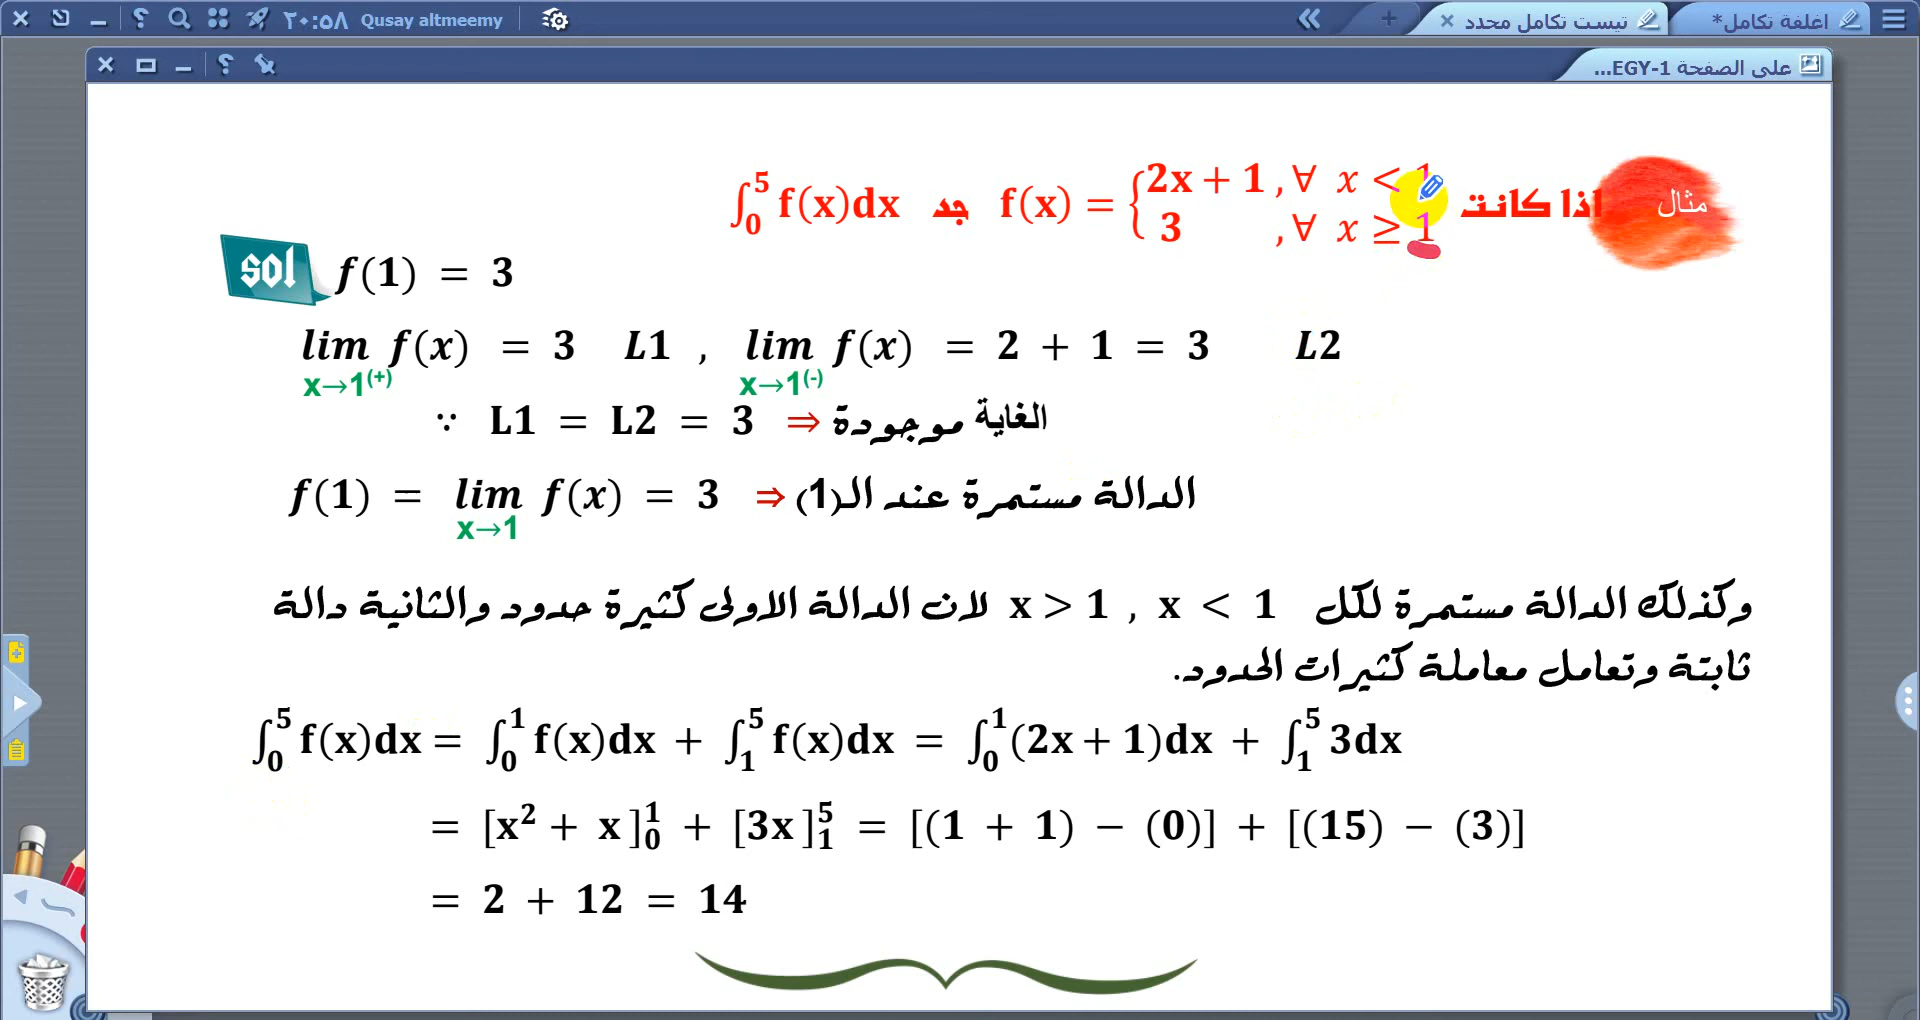 ٢٠:٥٨ Qusay altmeemy
تيست تكامل محدد
اغلفة تكامل*
على الصفحة EGY-1...
مثال
اذا كانت f(x) = {2x + 1 , ∀ x < 1
3 , ∀ x ≥ 1
جد ∫₀⁵ f(x)dx
sol f(1) = 3
lim f(x) = 3 L1 , lim f(x) = 2 + 1 = 3 L2
x→1(+) x→1(-)
∵ L1 = L2 = 3 ⇒ الغاية موجودة
f(1) = lim f(x) = 3 ⇒ الدالة مستمرة عند الـ(1)
x→1
وكذلك الدالة مستمرة لكل x > 1 , x < 1 لان الدالة الاولى كثيرة حدود والثانية دالة
ثابتة وتعامل معاملة كثيرات الحدود.
∫₀⁵ f(x)dx = ∫₀¹ f(x)dx + ∫₁⁵ f(x)dx = ∫₀¹ (2x + 1)dx + ∫₁⁵ 3dx
= [x² + x]₀¹ + [3x]₁⁵ = [(1 + 1) − (0)] + [(15) − (3)]
= 2 + 12 = 14